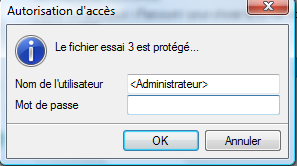 Autorisation d'accès
Le fichier essai 3 est protégé...
Nom de l'utilisateur
<Administrateur>
Mot de passe
OK
Annuler